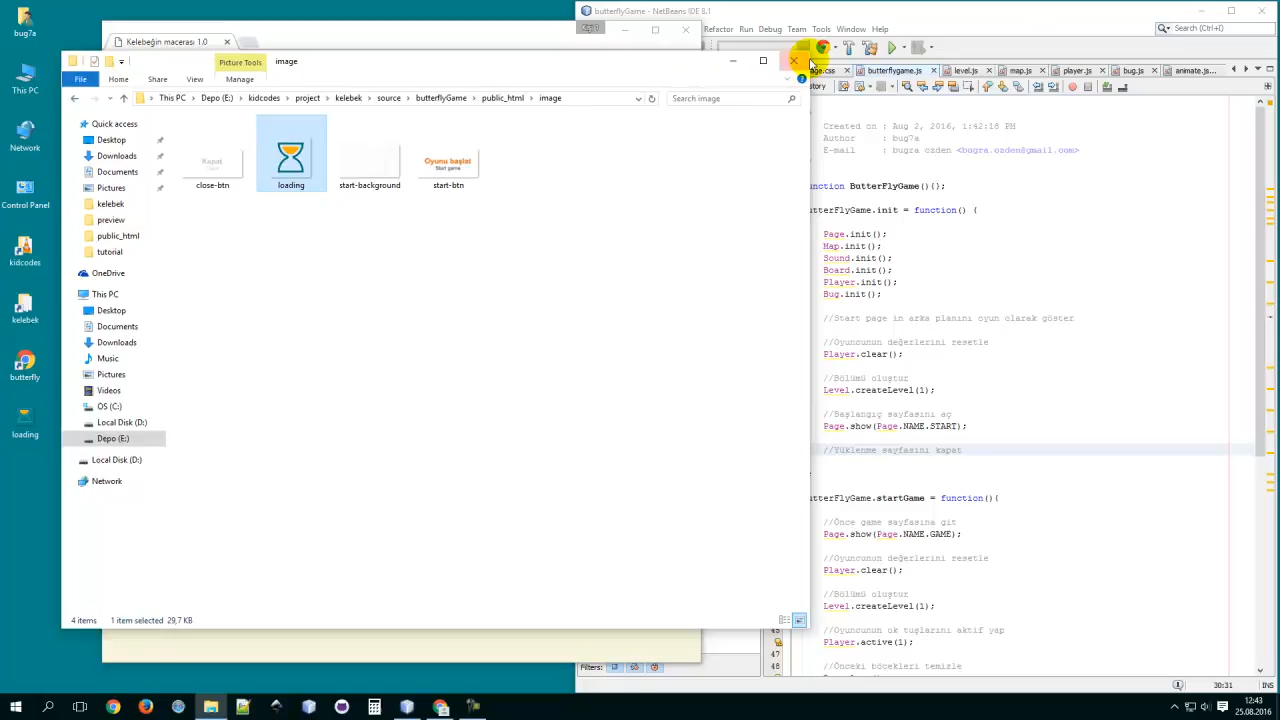 butterflyGame - NetBeans IDE 8.1
Refactor Run Debug Team Tools Window Help
Search (Ctrl+I)
Kelebeğin macerası 1.0
Picture Tools
image
File Home Share View Manage
This PC Depo (E:) kidcodes project kelebek source butterflyGame public_html image
Search image
butterflygame.js level.js map.js player.js bug.js animate.js...
bug7a
This PC
Network
Control Panel
kidcodes
kelebek
butterfly
loading
Quick access
Desktop
Downloads
Documents
Pictures
kelebek
preview
public_html
tutorial
OneDrive
This PC
Desktop
Documents
Downloads
Music
Pictures
Videos
OS (C:)
Local Disk (D:)
Depo (E:)
Local Disk (D:)
Network
Kapat
Oyunu başlat
Start game
close-btn loading start-background start-btn
4 items 1 item selected 29,7 KB
Created on : Aug 2, 2016, 1:42:18 PM
Author : bug7a
E-mail : bugra ozden <bugra.ozden@gmail.com>
unction ButterFlyGame(){};
utterFlyGame.init = function() {
Page.init();
Map.init();
Sound.init();
Board.init();
Player.init();
Bug.init();
//Start page in arka planını oyun olarak göster
//Oyuncunun değerlerini resetle
Player.clear();
//Bölümü oluştur
Level.createLevel(1);
//Başlangıç sayfasını aç
Page.show(Page.NAME.START);
//Yüklenme sayfasını kapat
utterFlyGame.startGame = function(){
//Önce game sayfasına git
Page.show(Page.NAME.GAME);
//Oyuncunun değerlerini resetle
Player.clear();
//Bölümü oluştur
Level.createLevel(1);
//Oyuncunun ok tuşlarını aktif yap
Player.active(1);
47
48 //Önceki böcekleri temizle
Filters:
30:31 INS
12:43
25.08.2016